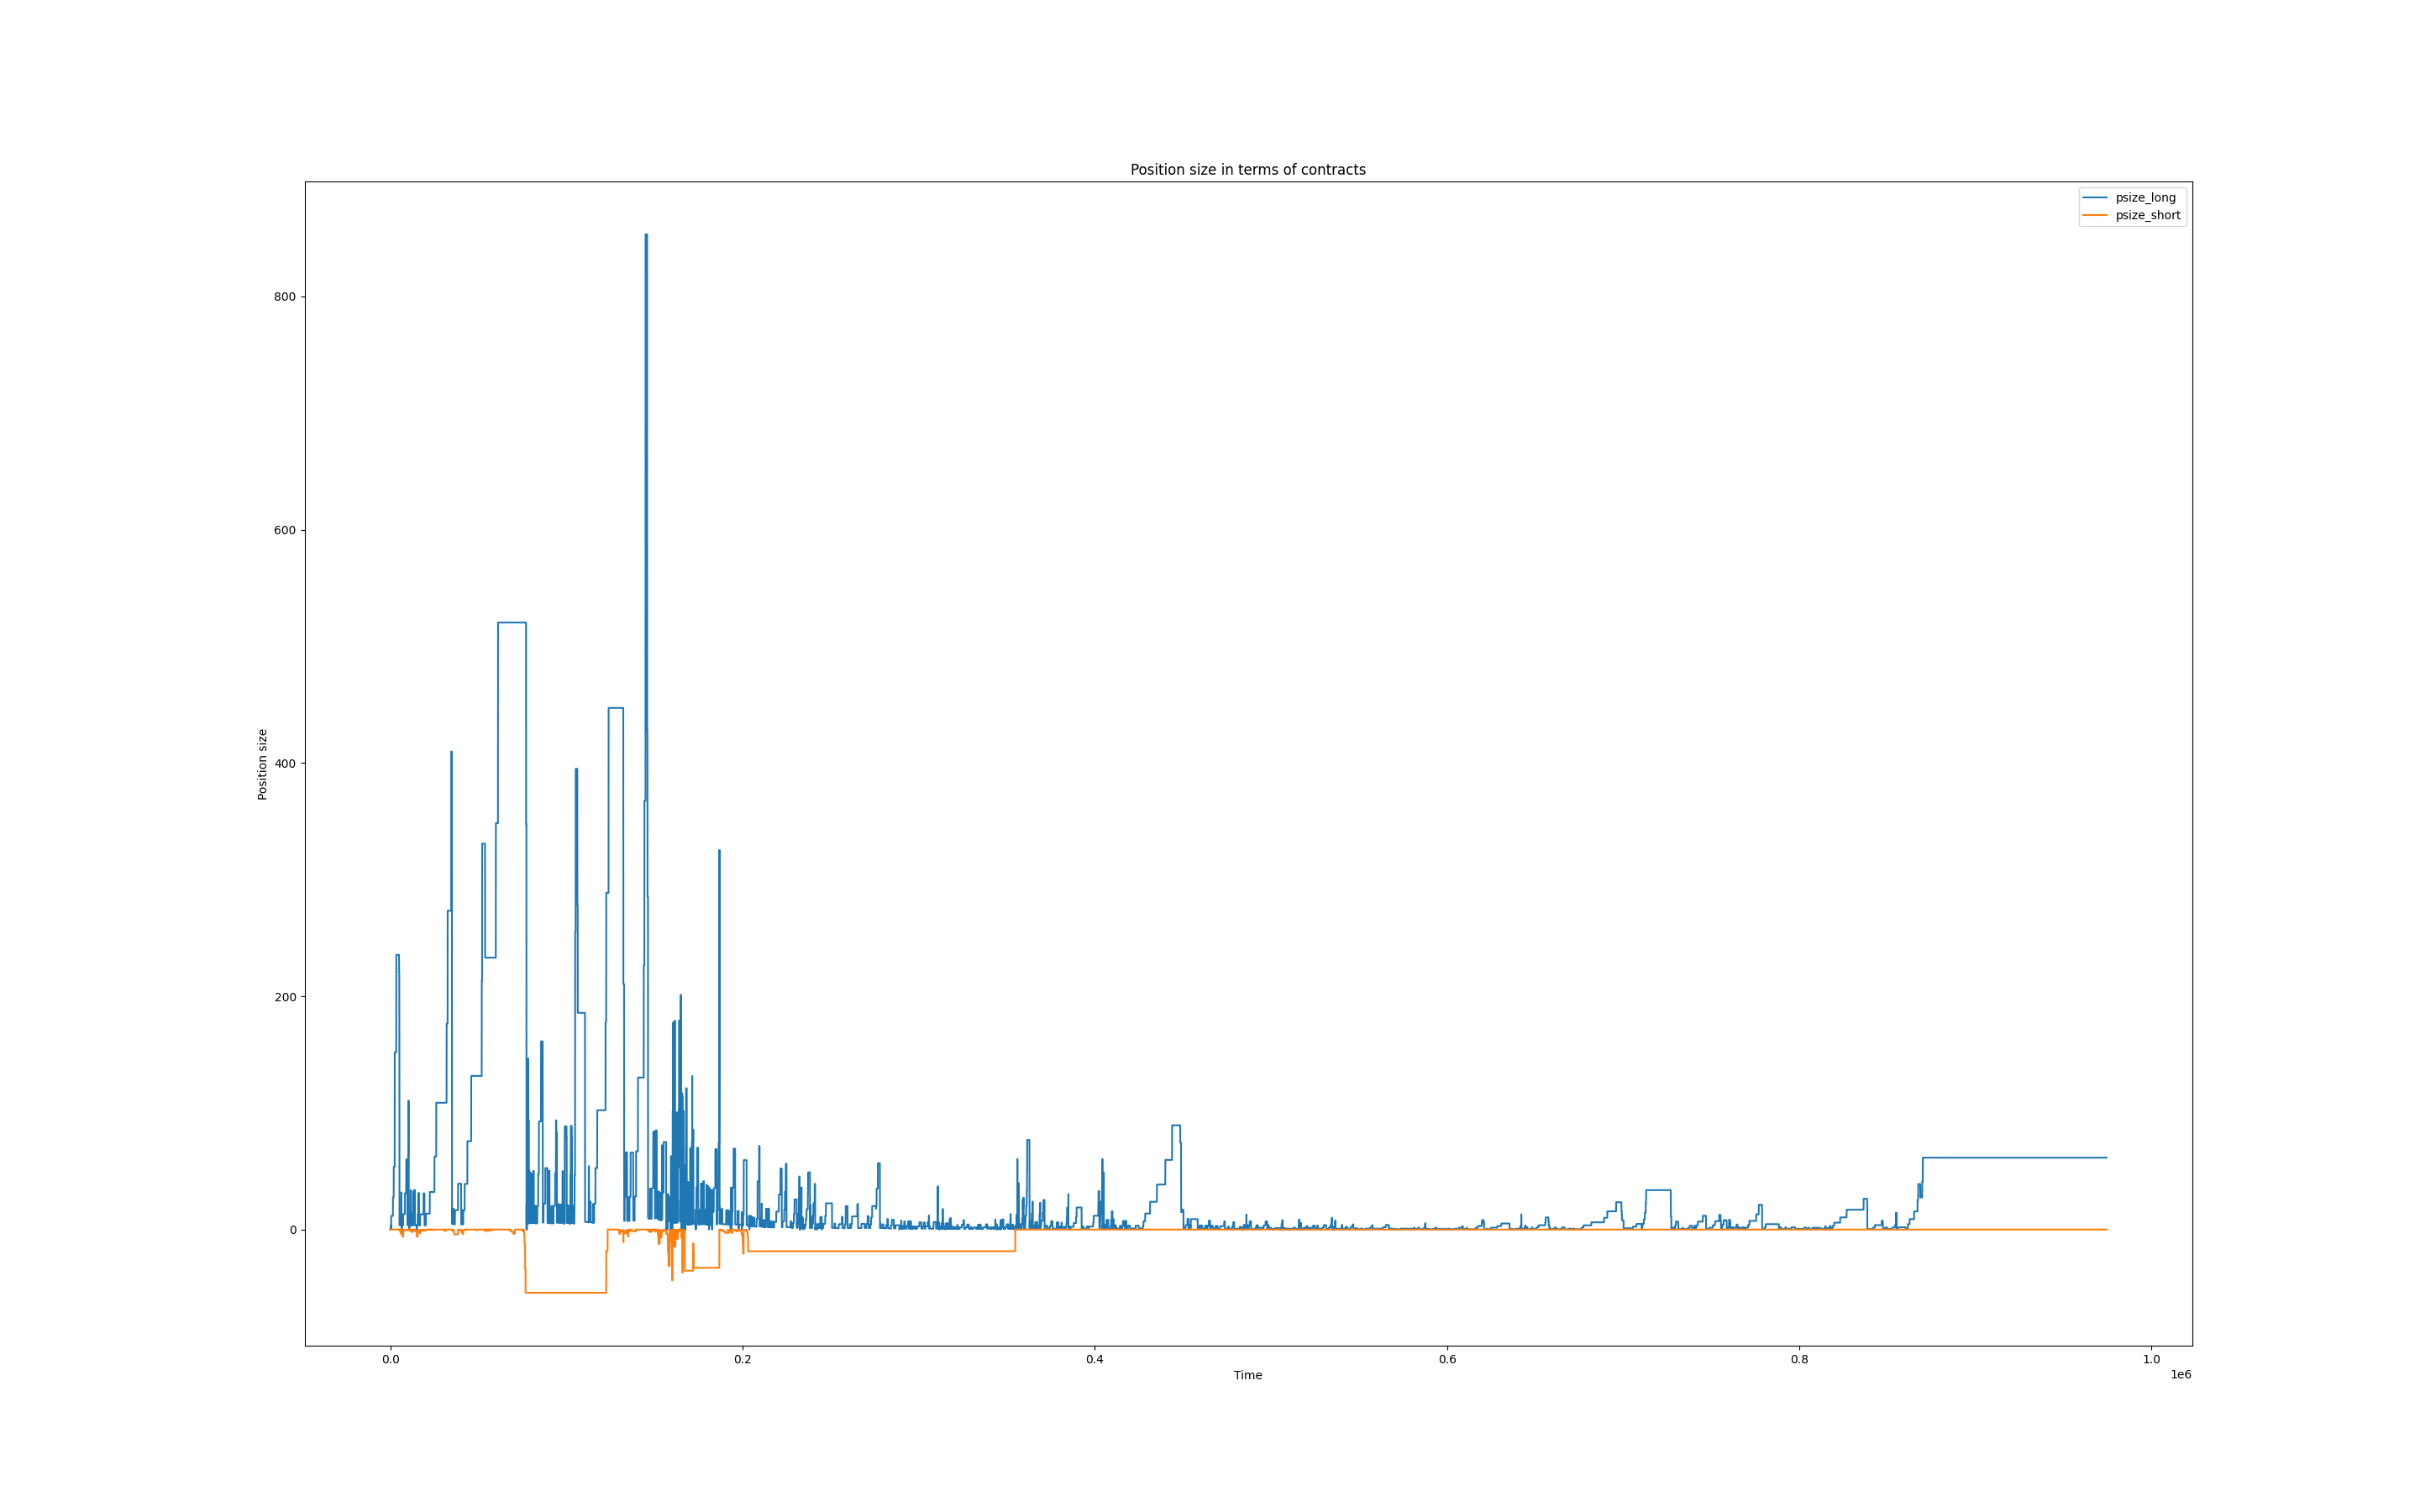 Position size in terms of contracts
psize_long
psize_short
Position size
800
600
400
200
0
0.0
0.2
0.4
0.6
0.8
1.0
Time
1e6